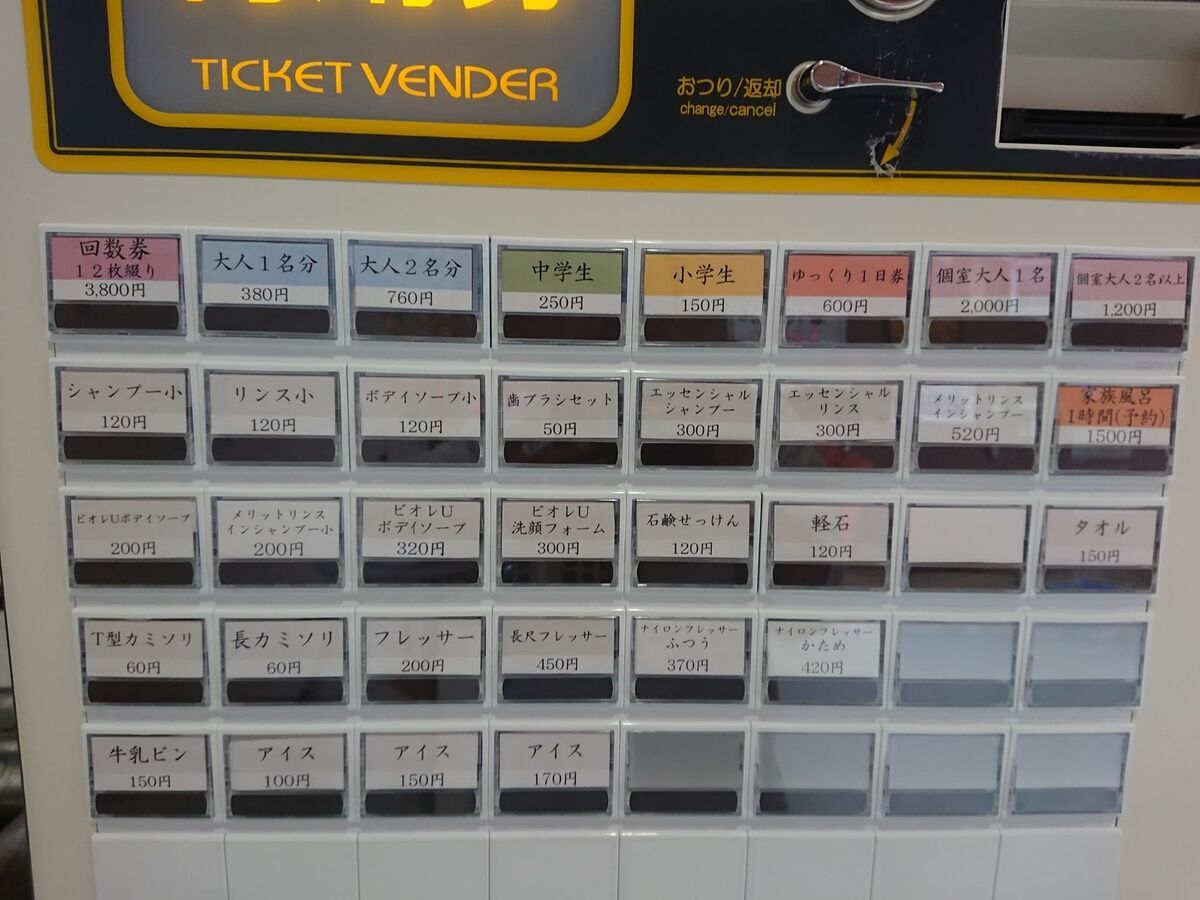 TICKET VENDER
おつり/返却
change/cancel
回数券
12枚綴り
3,800円
大人1名分
380円
大人2名分
760円
中学生
250円
小学生
150円
ゆっくり1日券
600円
個室大人1名
2,000円
個室大人2名以上
1,200円
シャンプー小
120円
リンス小
120円
ボデイソープ小
120円
歯ブラシセット
50円
エッセンシャル
シャンプー
300円
エッセンシャル
リンス
300円
メリットリンス
インシャンプー
520円
家族風呂
1時間(予約)
1500円
ビオレUボデイソープ
200円
メリットリンス
インシャンプー小
200円
ビオレU
ボデイソープ
320円
ビオレU
洗顔フォーム
300円
石鹸せっけん
120円
軽石
120円
タオル
150円
T型カミソリ
60円
長カミソリ
60円
フレッサー
200円
長尺フレッサー
450円
ナイロンフレッサー
ふつう
370円
ナイロンフレッサー
かため
420円
牛乳ビン
150円
アイス
100円
アイス
150円
アイス
170円